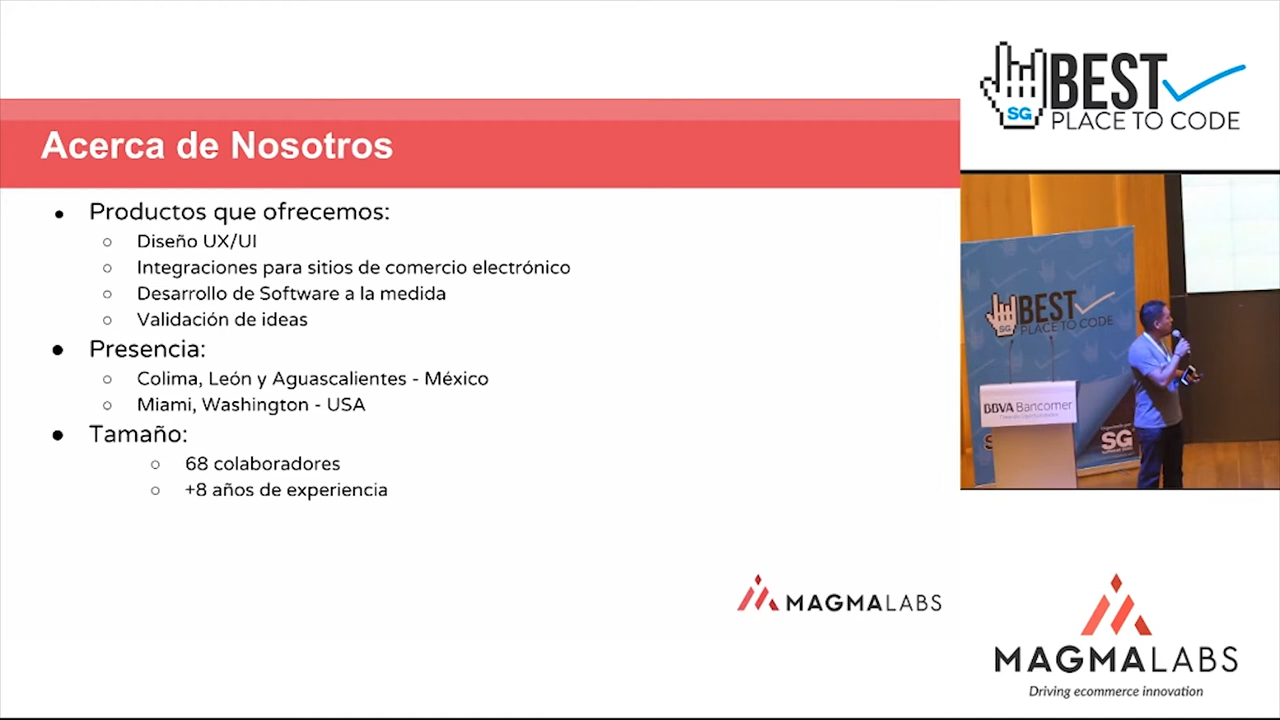 Acerca de Nosotros
● Productos que ofrecemos:
○ Diseño UX/UI
○ Integraciones para sitios de comercio electrónico
○ Desarrollo de Software a la medida
○ Validación de ideas
● Presencia:
○ Colima, León y Aguascalientes - México
○ Miami, Washington - USA
● Tamaño:
○ 68 colaboradores
○ +8 años de experiencia
MAGMALABS
SG
BEST
PLACE TO CODE
SG
BEST
PLACE TO CODE
BBVA Bancomer
SG
MAGMALABS
Driving ecommerce innovation